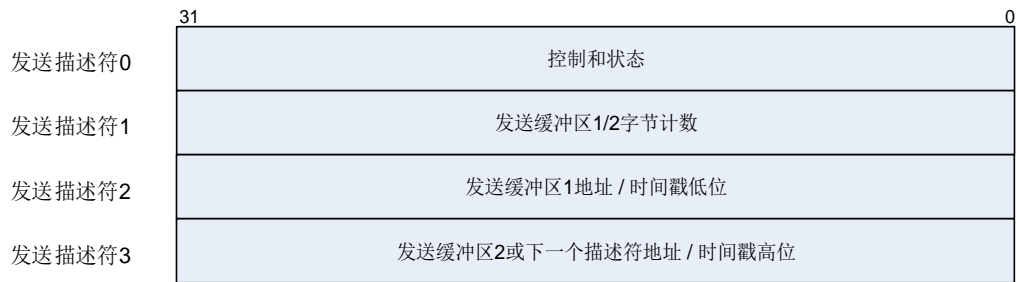 31 0
发送描述符0 控制和状态
发送描述符1 发送缓冲区1/2字节计数
发送描述符2 发送缓冲区1地址 / 时间戳低位
发送描述符3 发送缓冲区2或下一个描述符地址 / 时间戳高位